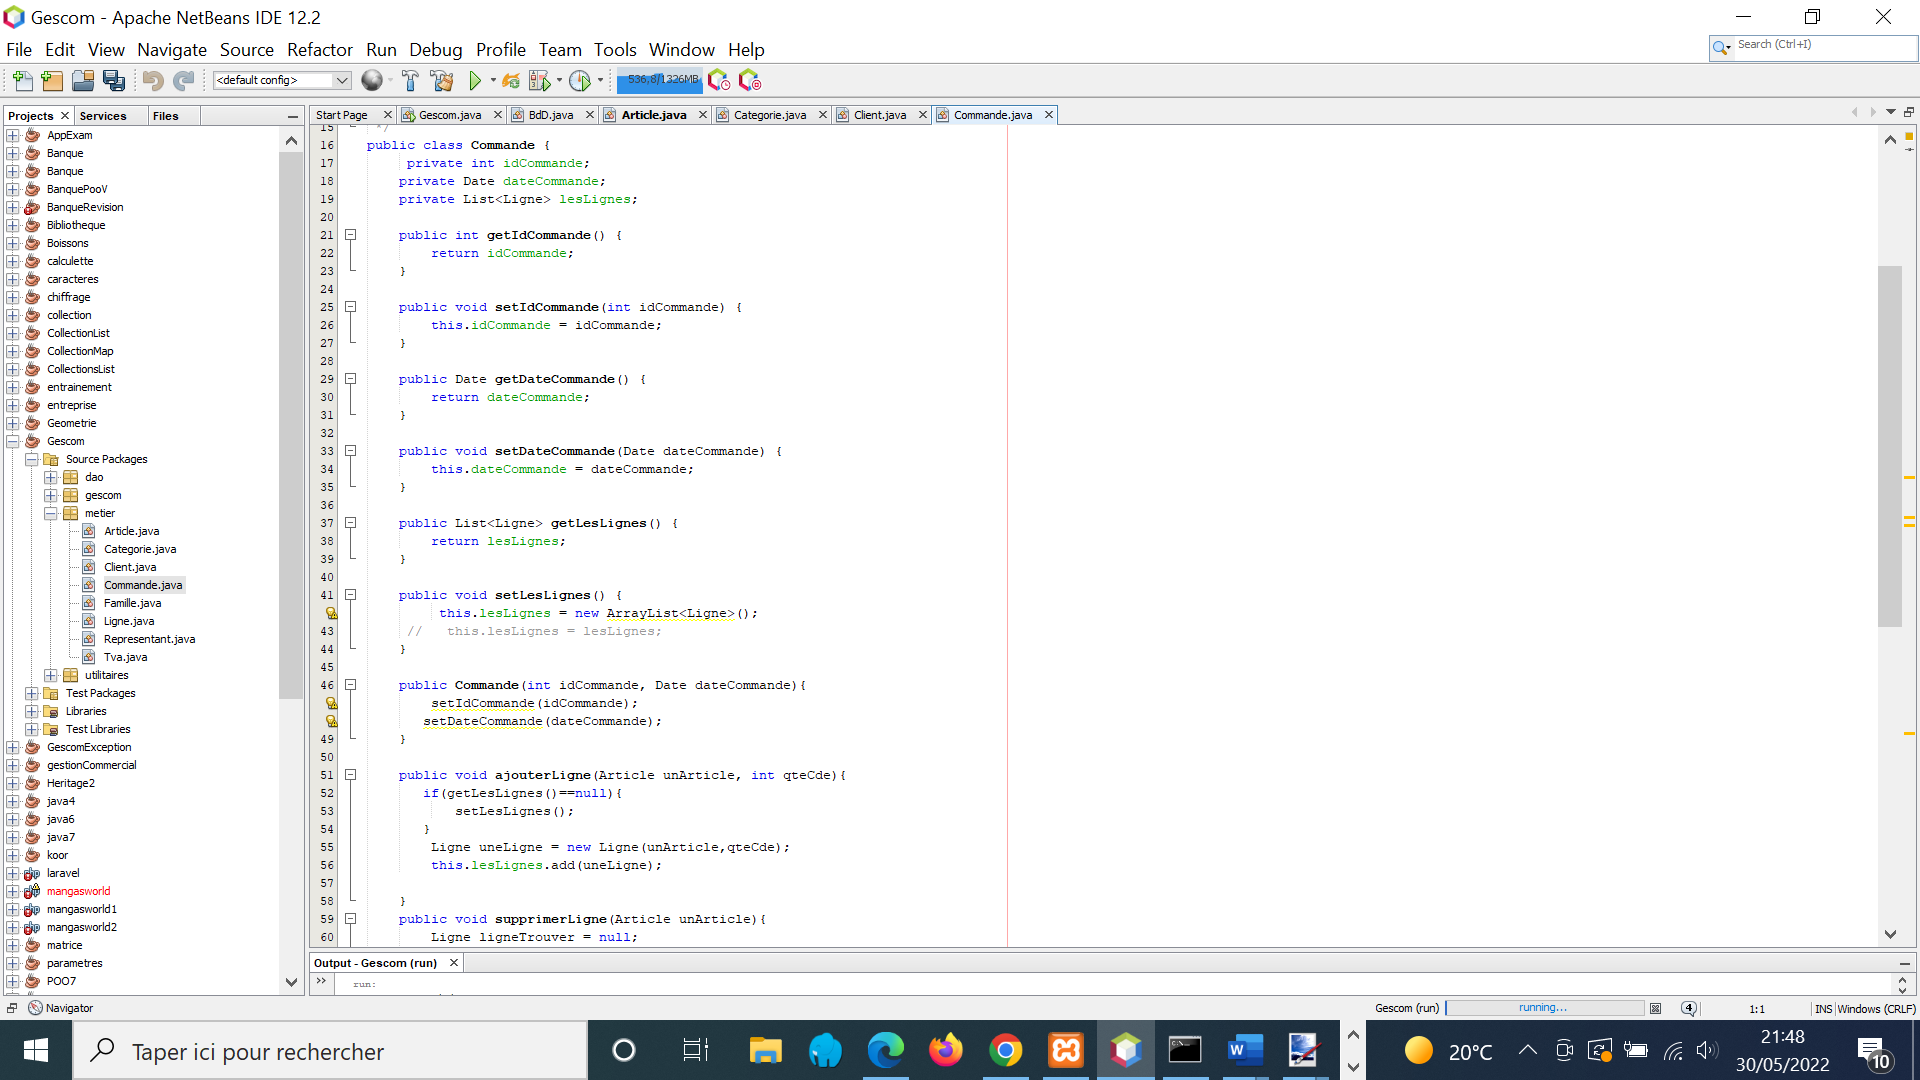 Gescom - Apache NetBeans IDE 12.2
File Edit View Navigate Source Refactor Run Debug Profile Team Tools Window Help
Search (Ctrl+I)
<default config>
536,8/1326MB
Projects Services Files
Start Page Gescom.java BdD.java Article.java Categorie.java Client.java Commande.java
AppExam
Banque
Banque
BanquePooV
BanqueRevision
Bibliotheque
Boissons
calculette
caracteres
chiffrage
collection
CollectionList
CollectionMap
CollectionsList
entrainement
entreprise
Geometrie
Gescom
Source Packages
dao
gescom
metier
Article.java
Categorie.java
Client.java
Commande.java
Famille.java
Ligne.java
Representant.java
Tva.java
utilitaires
Test Packages
Libraries
Test Libraries
GescomException
gestionCommercial
Heritage2
java4
java6
java7
koor
laravel
mangasworld
mangasworld1
mangasworld2
matrice
parametres
POO7
15 */
16 public class Commande {
17 private int idCommande;
18 private Date dateCommande;
19 private List<Ligne> lesLignes;
20
21 public int getIdCommande() {
22 return idCommande;
23 }
24
25 public void setIdCommande(int idCommande) {
26 this.idCommande = idCommande;
27 }
28
29 public Date getDateCommande() {
30 return dateCommande;
31 }
32
33 public void setDateCommande(Date dateCommande) {
34 this.dateCommande = dateCommande;
35 }
36
37 public List<Ligne> getLesLignes() {
38 return lesLignes;
39 }
40
41 public void setLesLignes() {
this.lesLignes = new ArrayList<Ligne>();
43 // this.lesLignes = lesLignes;
44 }
45
46 public Commande(int idCommande, Date dateCommande){
setIdCommande(idCommande);
setDateCommande(dateCommande);
49 }
50
51 public void ajouterLigne(Article unArticle, int qteCde){
52 if(getLesLignes()==null){
53 setLesLignes();
54 }
55 Ligne uneLigne = new Ligne(unArticle,qteCde);
56 this.lesLignes.add(uneLigne);
57
58 }
59 public void supprimerLigne(Article unArticle){
60 Ligne ligneTrouver = null;
Output - Gescom (run)
run:
Navigator
Gescom (run) running... 4 1:1 INS Windows (CRLF)
Taper ici pour rechercher
20°C
21:48
30/05/2022
10